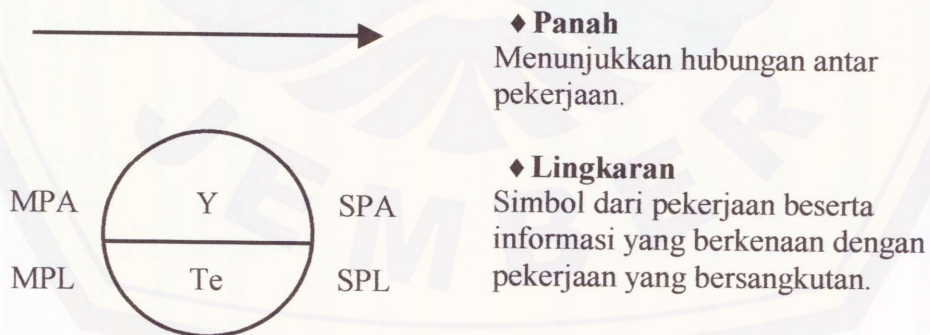 ♦ Panah
Menunjukkan hubungan antar
pekerjaan.
♦ Lingkaran
MPA Y SPA
MPL Te SPL
Simbol dari pekerjaan beserta
informasi yang berkenaan dengan
pekerjaan yang bersangkutan.
JEMBER